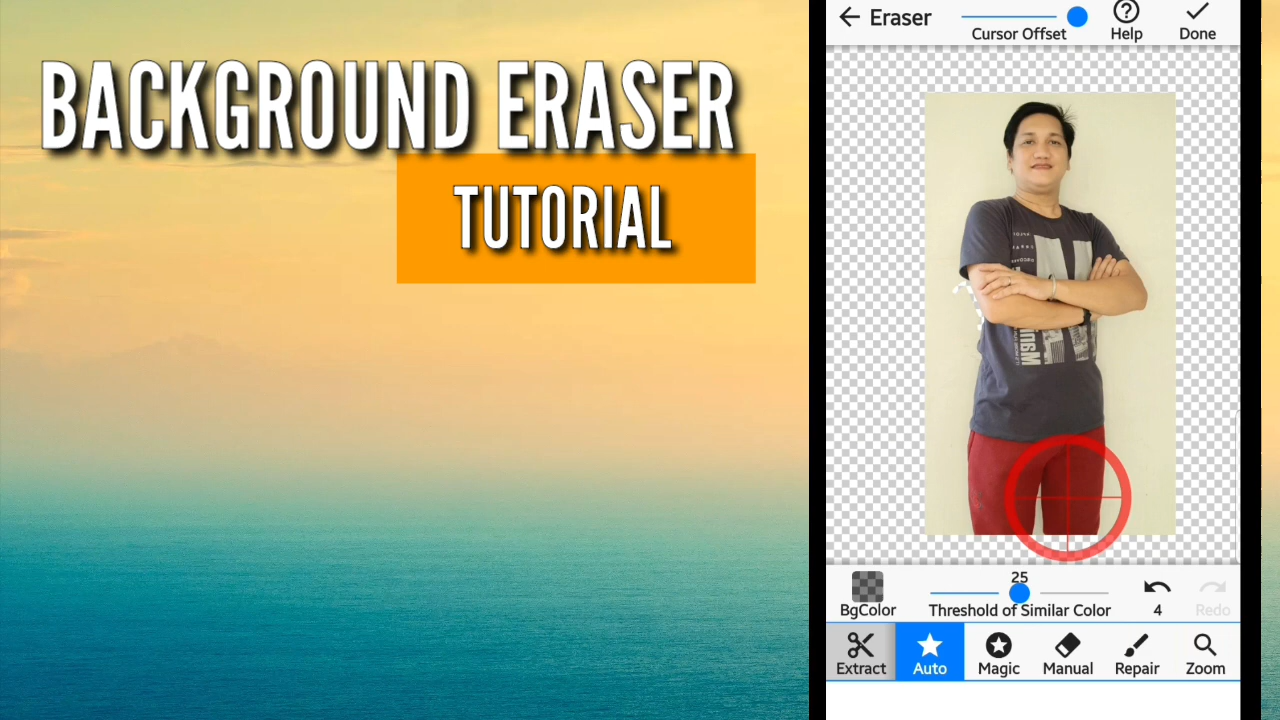 BACKGROUND ERASER
TUTORIAL
Eraser
Cursor Offset
Help
Done
25
BgColor
Threshold of Similar Color
4
Redo
Extract
Auto
Magic
Manual
Repair
Zoom